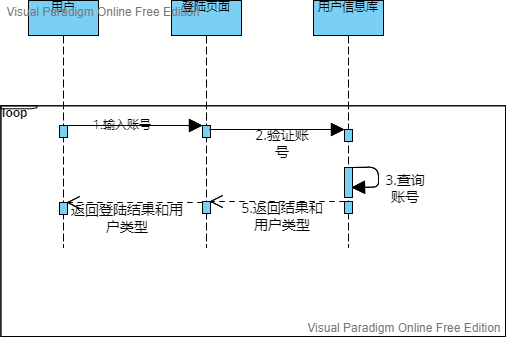 用户
登陆页面
用户信息库
Visual Paradigm Online Free Edition
loop
1.输入账号
2.验证账
号
3.查询
账号
返回登陆结果和用
户类型
5.返回结果和
用户类型
Visual Paradigm Online Free Edition